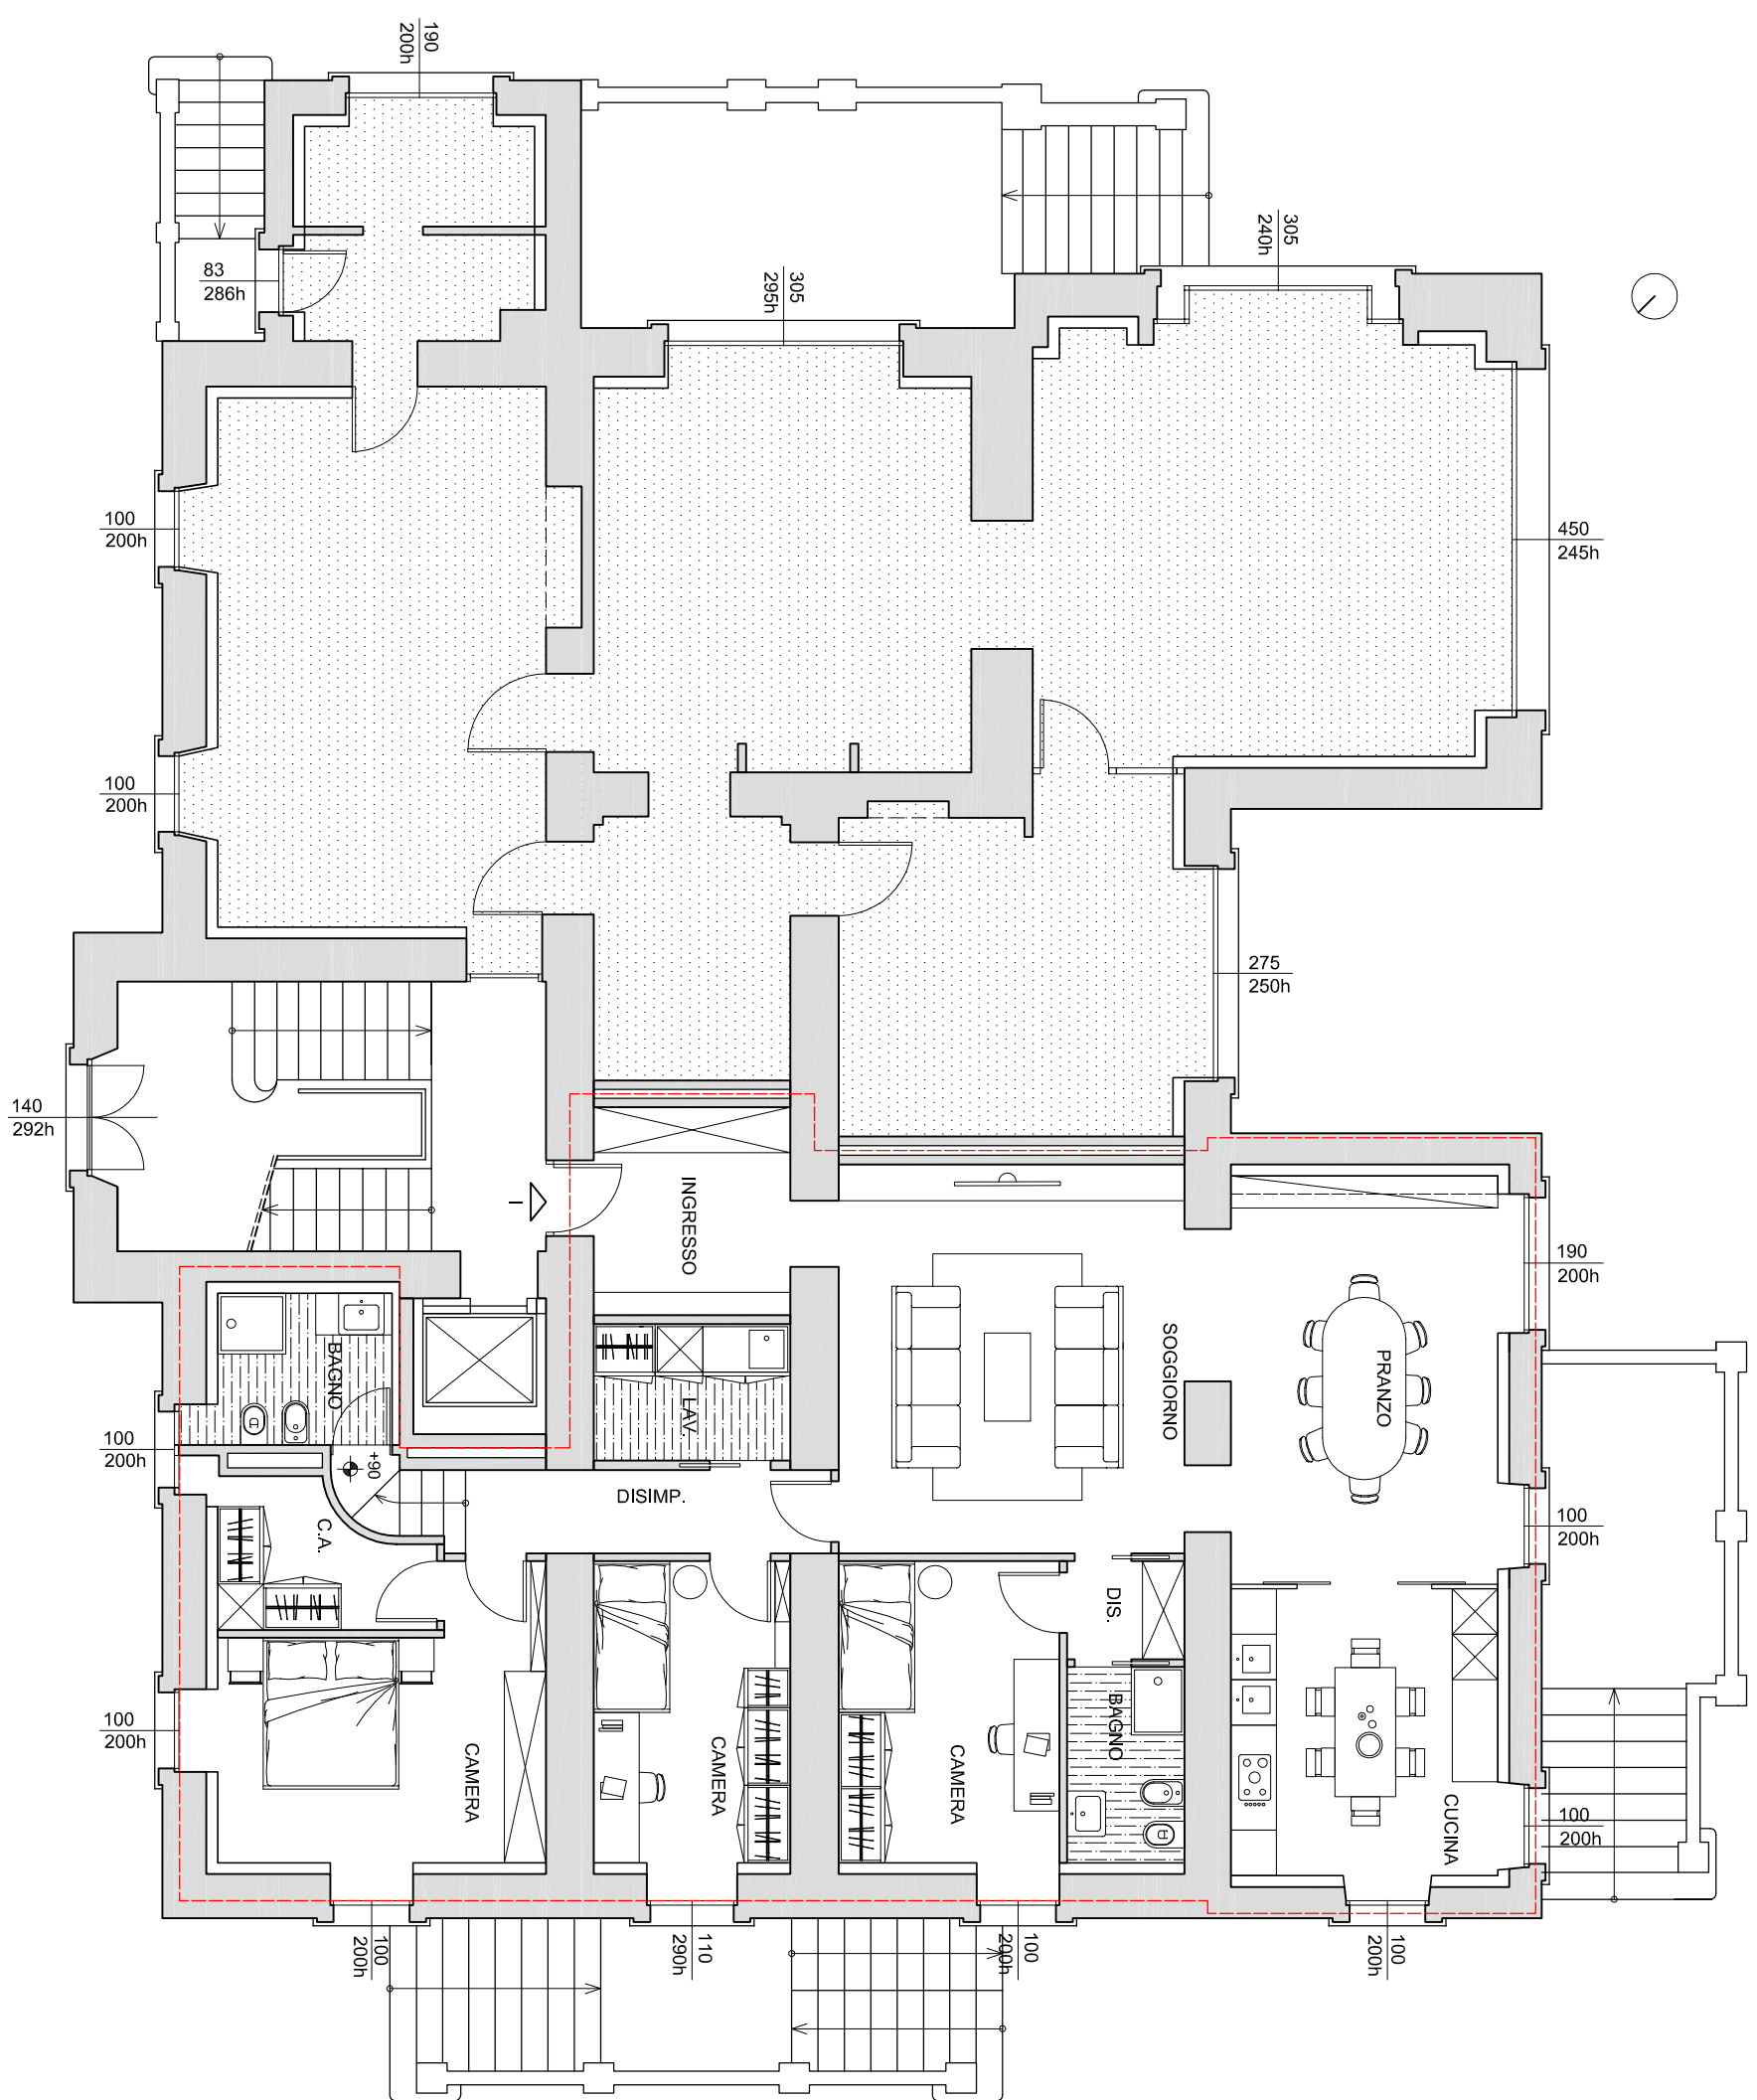 190
200h
83
286h
305
295h
305
240h
100
200h
450
245h
100
200h
275
250h
140
292h
I
INGRESSO
190
200h
BAGNO
LAV.
SOGGIORNO
PRANZO
100
200h
+90
DISIMP.
100
200h
C.A.
DIS.
100
200h
CAMERA
CAMERA
CAMERA
BAGNO
CUCINA
100
200h
100
200h
110
290h
100
200h
100
200h